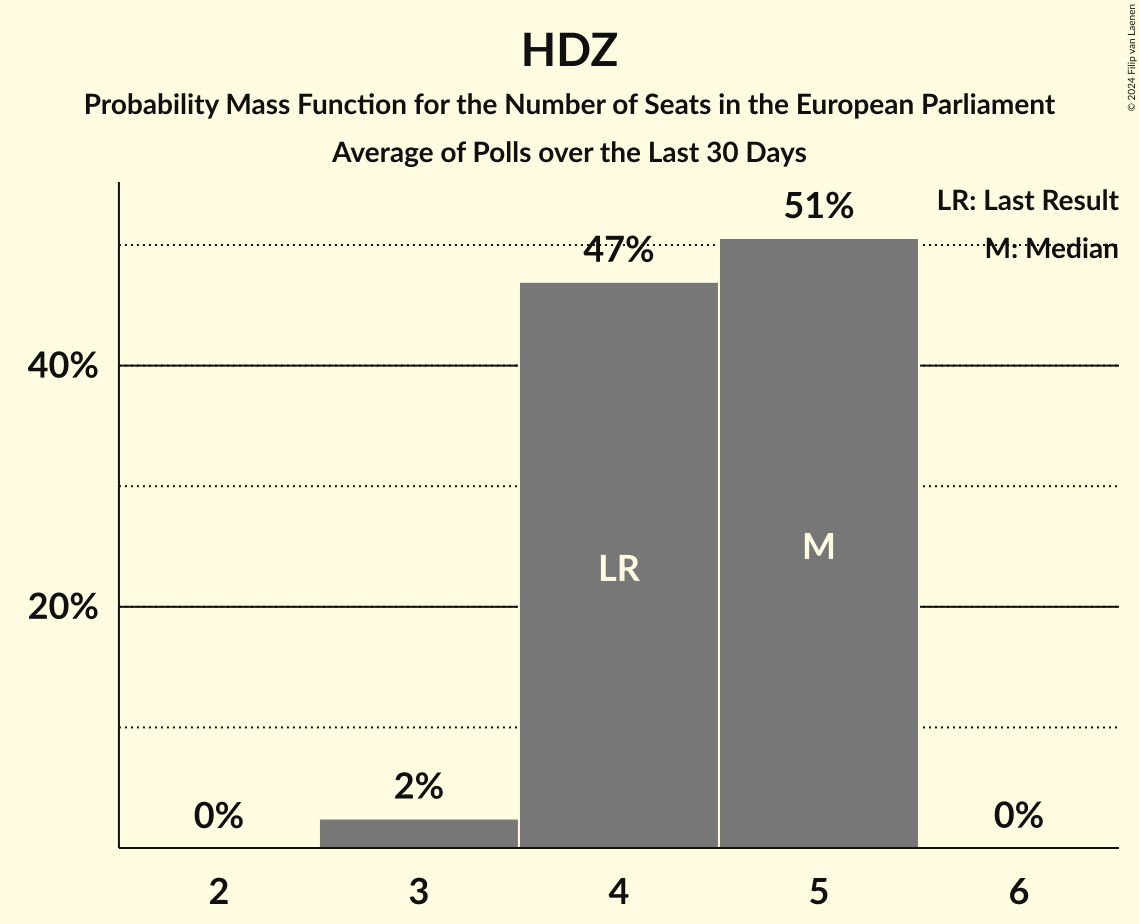 HDZ
Probability Mass Function for the Number of Seats in the European Parliament
Average of Polls over the Last 30 Days
© 2024 Filip van Laenen
LR: Last Result
M: Median
51%
47%
40%
LR
M
20%
2%
0%
0%
2 3 4 5 6